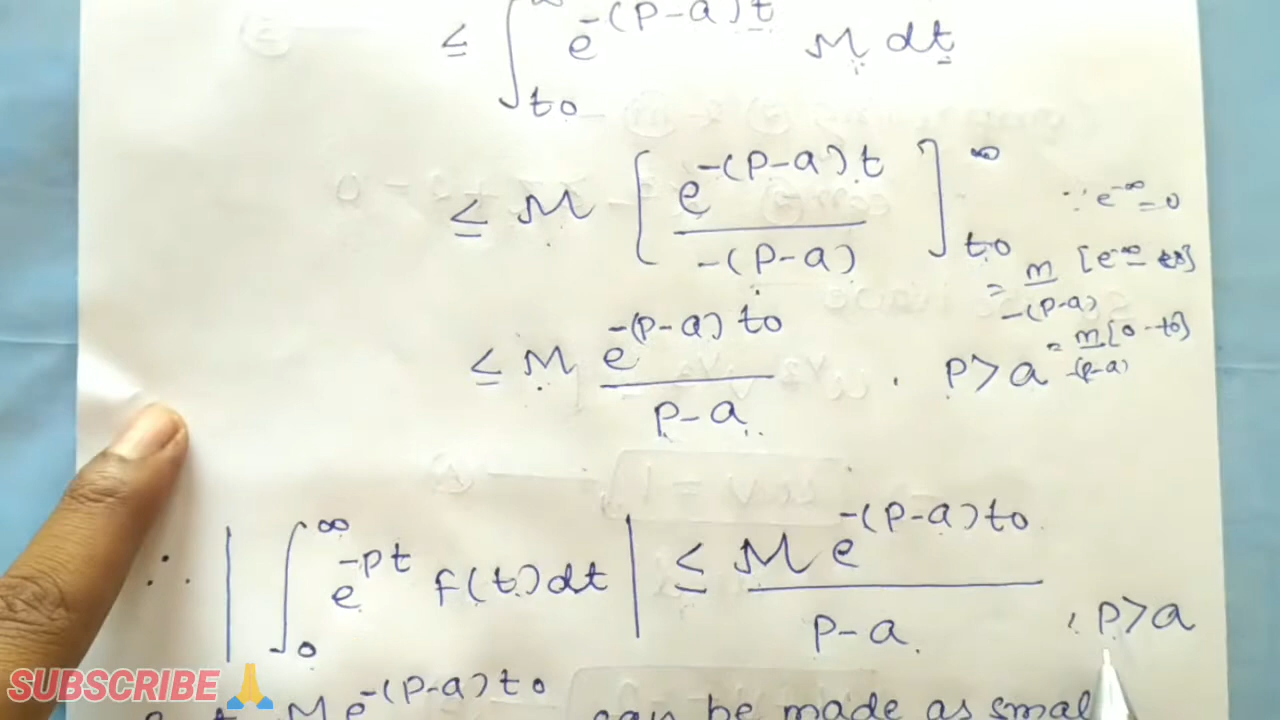 ≤ ∫_{t0}^{∞} e^{-(P-a)t} M dt
≤ M [ e^{-(P-a)t} / -(P-a) ]_{t0}^{∞} ∵ e^{-∞} = 0
= m / -(P-a) [e^{-∞} - t0]
≤ M e^{-(P-a)t0} / P-a . P>a = m / -(P-a) [0 - t0]
∴ | ∫_{0}^{∞} e^{-Pt} F(t)dt | ≤ M e^{-(P-a)t0} / P-a , P>a
M e^{-(P-a)t0} can be made as small
SUBSCRIBE 🙏